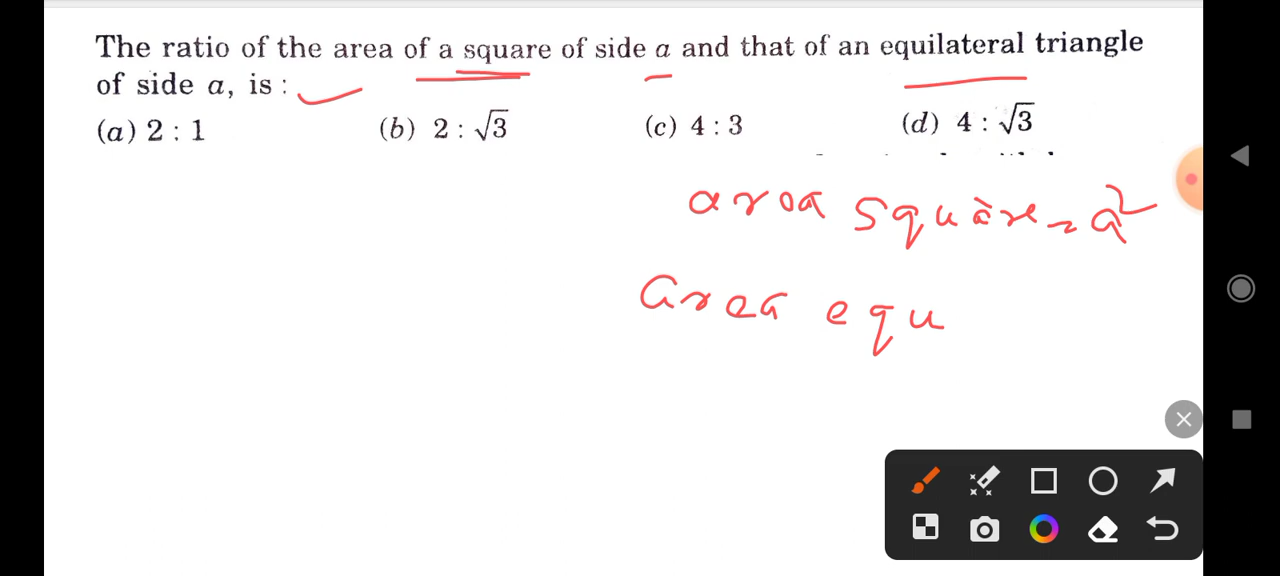 The ratio of the area of a square of side a and that of an equilateral triangle
of side a, is :
(a) 2 : 1 (b) 2 : √3 (c) 4 : 3 (d) 4 : √3
area square = a²
area equ